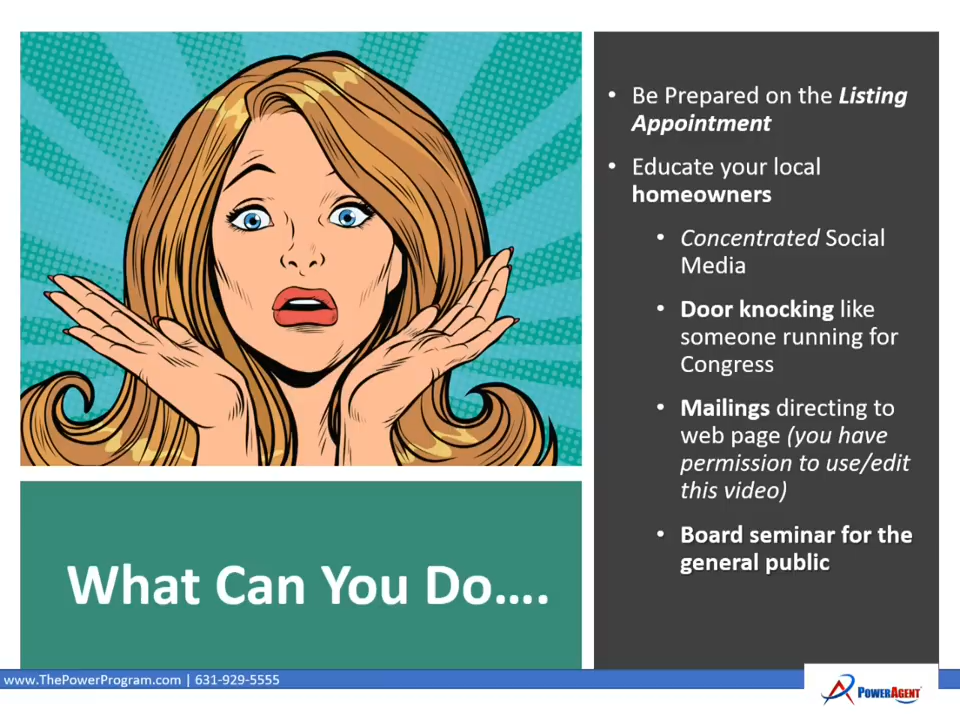 What Can You Do....
• Be Prepared on the Listing
Appointment
• Educate your local
homeowners
• Concentrated Social
Media
• Door knocking like
someone running for
Congress
• Mailings directing to
web page (you have
permission to use/edit
this video)
• Board seminar for the
general public
www.ThePowerProgram.com | 631-929-5555
POWERAGENT